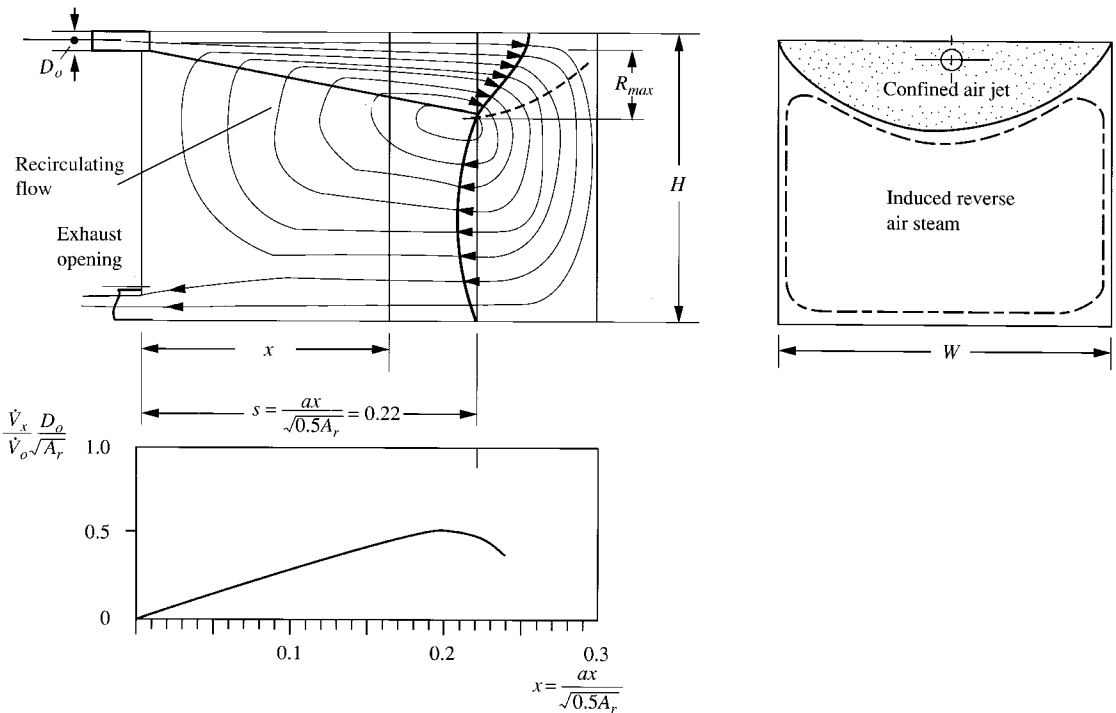 D_o
R_max
Confined air jet
Recirculating
flow
H
Induced reverse
air steam
Exhaust
opening
x
W
s = ax / √0.5A_r = 0.22
V̇_x / V̇_o D_o / √A_r
1.0
0.5
0
0.1
0.2
0.3
x = ax / √0.5A_r